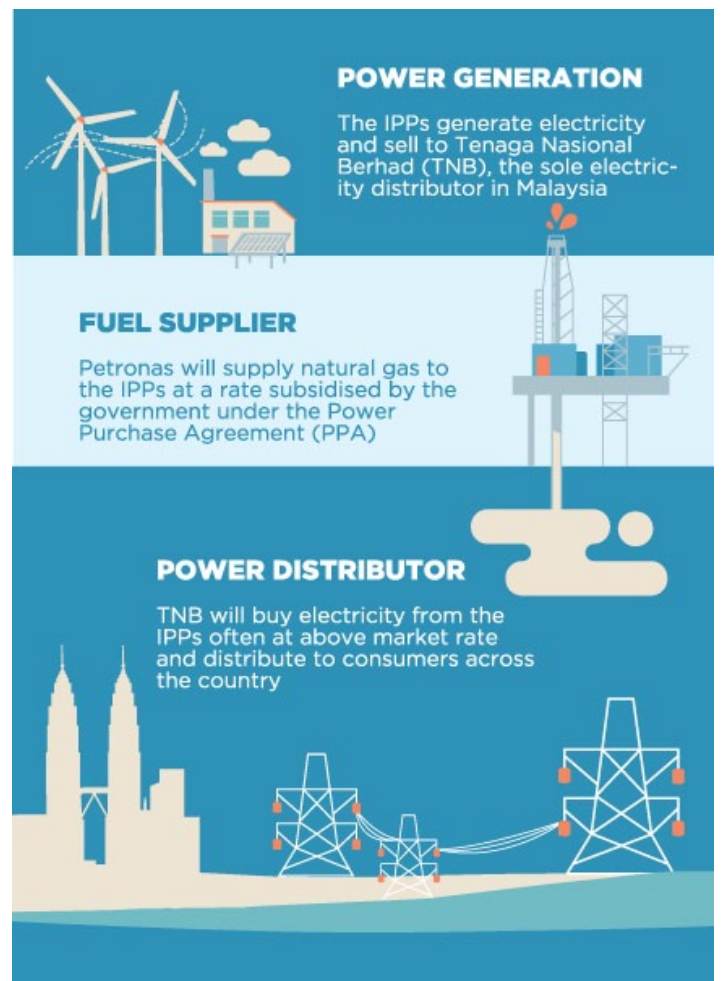 POWER GENERATION
The IPPs generate electricity
and sell to Tenaga Nasional
Berhad (TNB), the sole electric-
ity distributor in Malaysia
FUEL SUPPLIER
Petronas will supply natural gas to
the IPPs at a rate subsidised by the
government under the Power
Purchase Agreement (PPA)
POWER DISTRIBUTOR
TNB will buy electricity from the
IPPs often at above market rate
and distribute to consumers across
the country